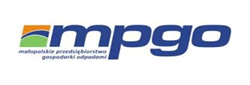 mpgo
małopolskie przedsiębiorstwo
gospodarki odpadami